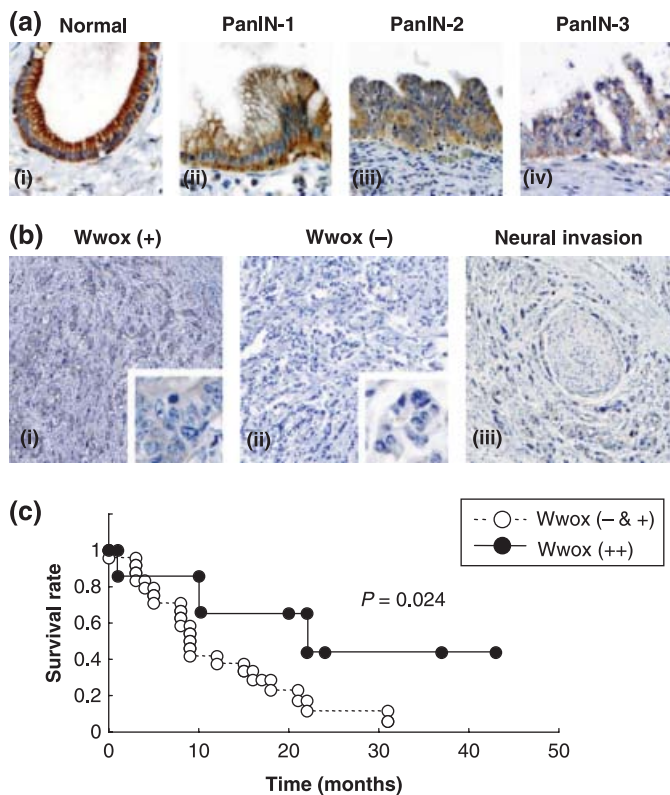 (a) Normal PanIN-1 PanIN-2 PanIN-3
(i) (ii) (iii) (iv)
(b) Wwox (+) Wwox (–) Neural invasion
(i) (ii) (iii)
(c)
Wwox (– & +)
Wwox (++)
P = 0.024
Survival rate
1
0.8
0.6
0.4
0.2
0
0 10 20 30 40 50
Time (months)